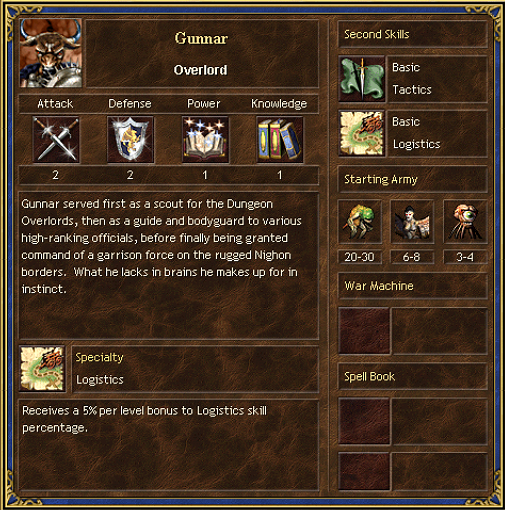 Gunnar
Overlord
Attack Defense Power Knowledge
2 2 1 1
Gunnar served first as a scout for the Dungeon
Overlords, then as a guide and bodyguard to various
high-ranking officials, before finally being granted
command of a garrison force on the rugged Nighon
borders. What he lacks in brains he makes up for in
instinct.
Specialty
Logistics
Receives a 5% per level bonus to Logistics skill
percentage.
Second Skills
Basic
Tactics
Basic
Logistics
Starting Army
20-30 6-8 3-4
War Machine
Spell Book